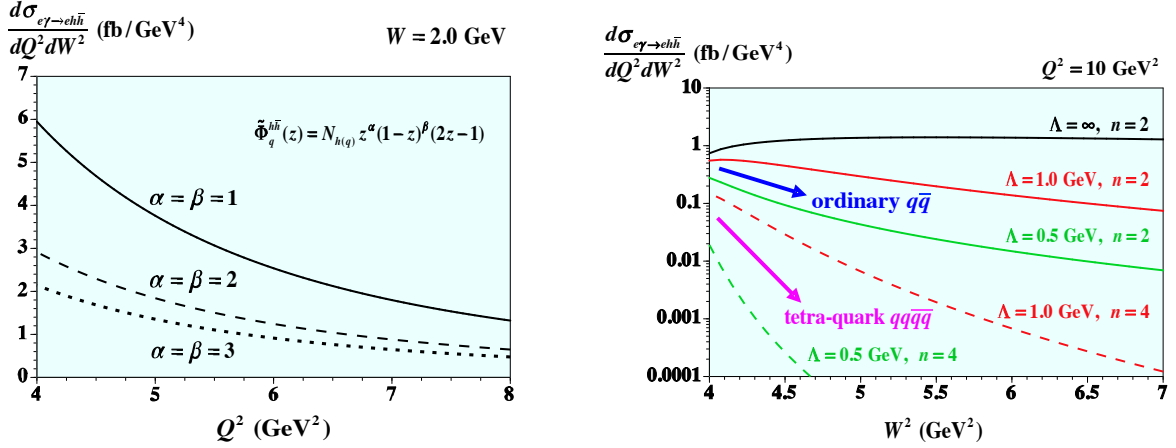 dσ_{eγ→ehh̄}/dQ²dW² (fb/GeV⁴)
W = 2.0 GeV
7
6
5
4
3
2
1
0
Φ̃_q^{hh̄}(z) = N_{h(q)} z^α (1−z)^β (2z−1)
α = β = 1
α = β = 2
α = β = 3
4 5 6 7 8
Q² (GeV²)
dσ_{eγ→ehh̄}/dQ²dW² (fb/GeV⁴)
Q² = 10 GeV²
10
1
0.1
0.01
0.001
0.0001
Λ = ∞, n = 2
Λ = 1.0 GeV, n = 2
ordinary qq̄
Λ = 0.5 GeV, n = 2
Λ = 1.0 GeV, n = 4
tetra-quark qqq̄q̄
Λ = 0.5 GeV, n = 4
4 4.5 5 5.5 6 6.5 7
W² (GeV²)